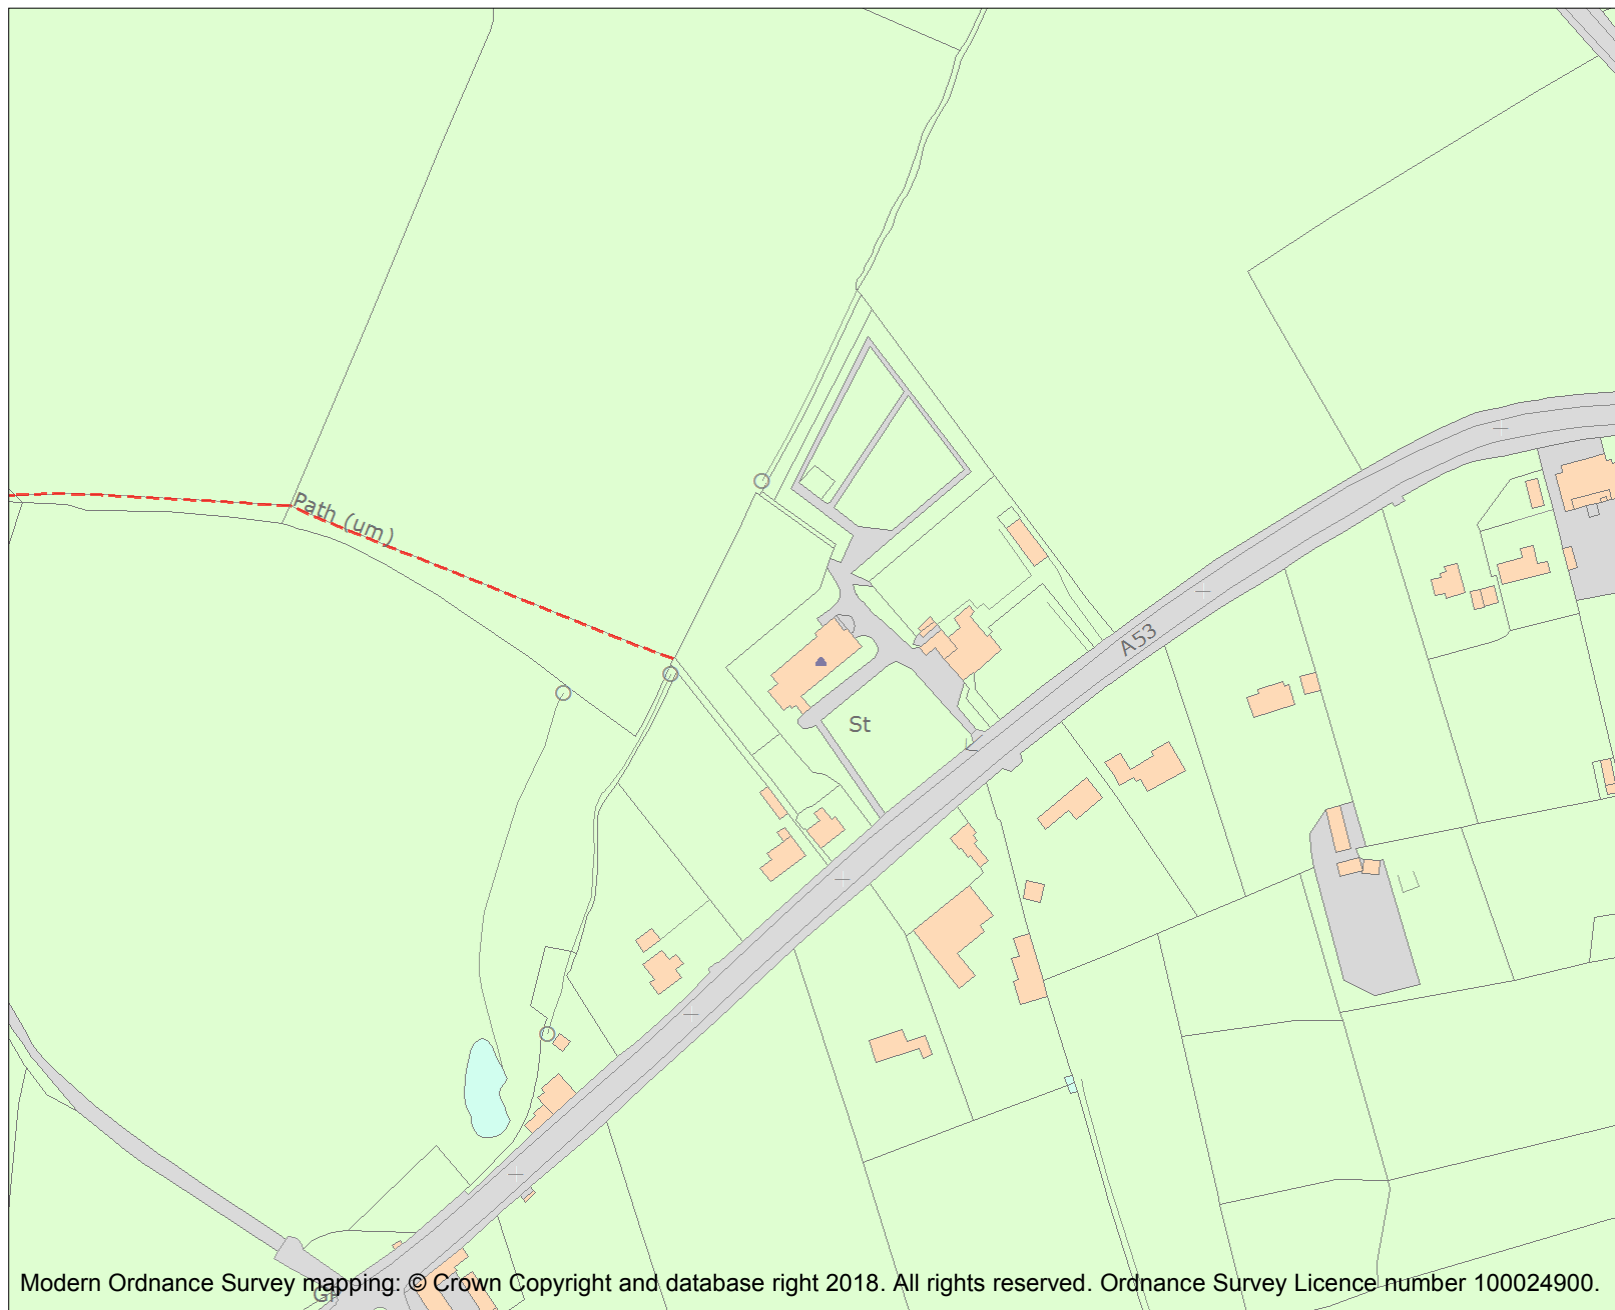 Path (um)
A53
St
Modern Ordnance Survey mapping: © Crown Copyright and database right 2018. All rights reserved. Ordnance Survey Licence number 100024900.